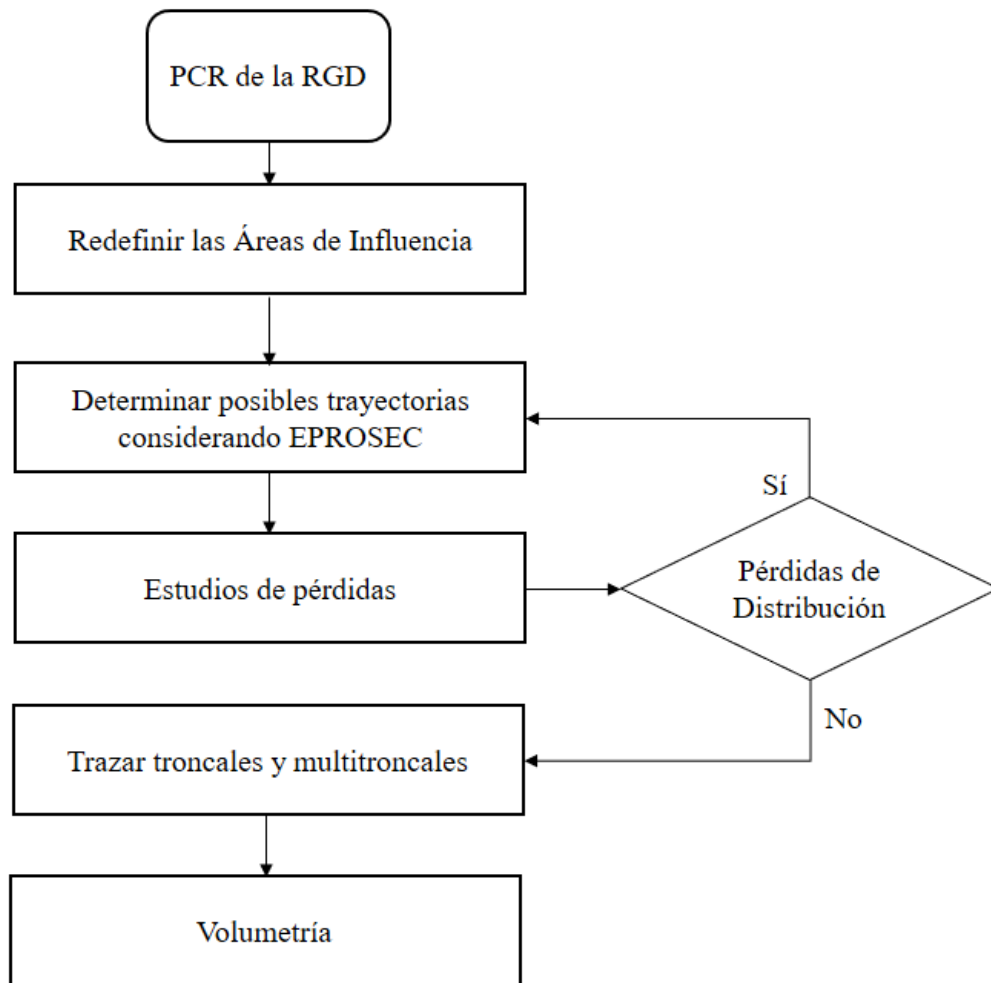 PCR de la RGD
Redefinir las Áreas de Influencia
Determinar posibles trayectorias
considerando EPROSEC
Sí
Estudios de pérdidas
Pérdidas de
Distribución
No
Trazar troncales y multitroncales
Volumetría